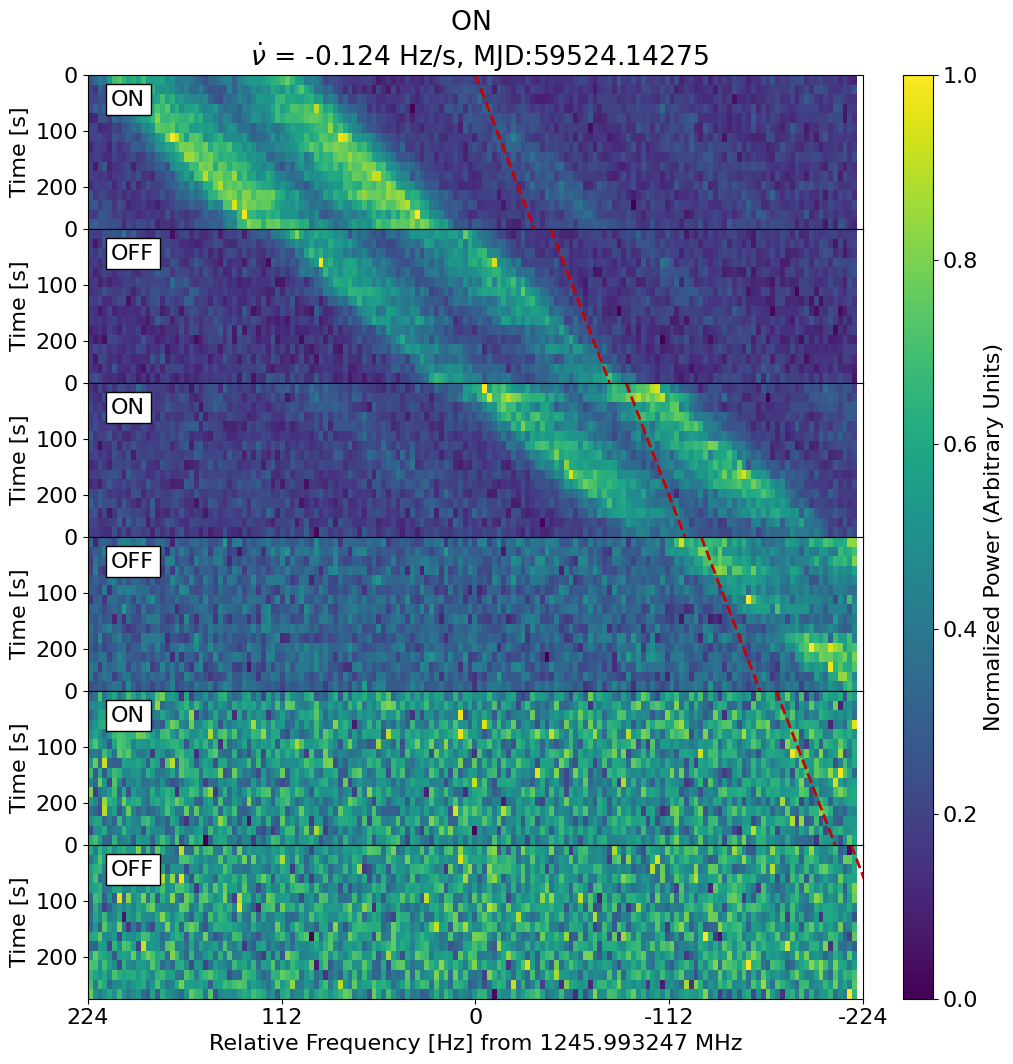 ON
ν̇ = -0.124 Hz/s, MJD:59524.14275
0
ON
100
200
Time [s]
0
OFF
100
200
Time [s]
0
ON
100
200
Time [s]
0
OFF
100
200
Time [s]
0
ON
100
200
Time [s]
0
OFF
100
200
Time [s]
224 112 0 -112 -224
Relative Frequency [Hz] from 1245.993247 MHz
1.0
0.8
0.6
0.4
0.2
0.0
Normalized Power (Arbitrary Units)